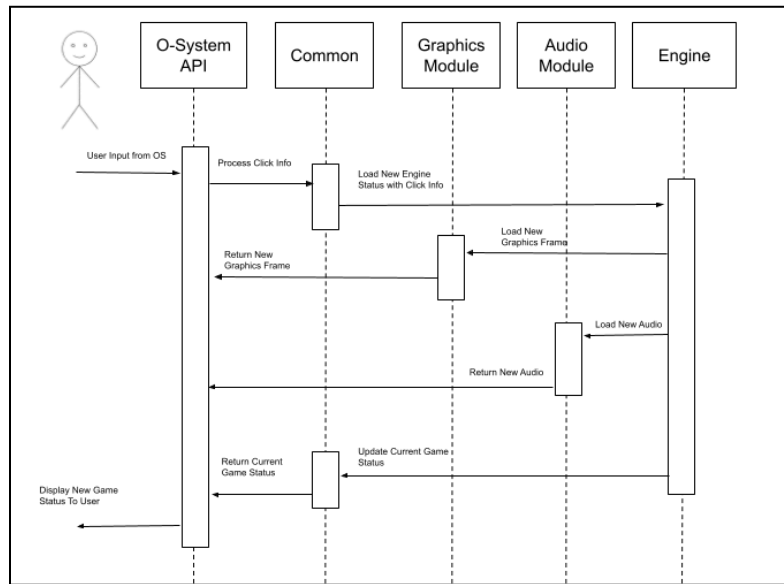 O-System
API
Common
Graphics
Module
Audio
Module
Engine
User Input from OS
Process Click Info
Load New Engine
Status with Click Info
Load New
Graphics Frame
Return New
Graphics Frame
Load New Audio
Return New Audio
Update Current Game
Status
Return Current
Game Status
Display New Game
Status To User